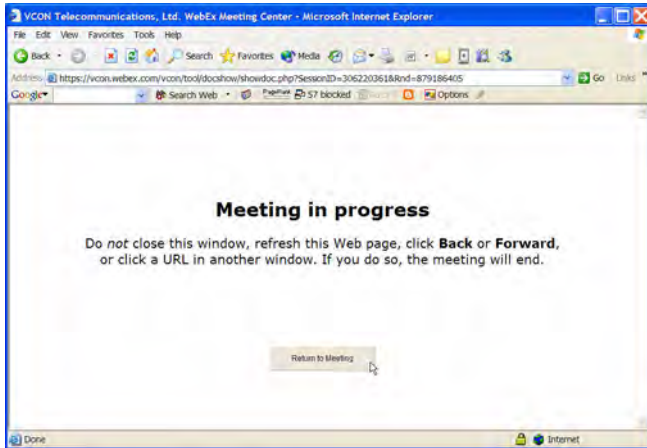 VCON Telecommunications, Ltd. WebEx Meeting Center - Microsoft Internet Explorer
File Edit View Favorites Tools Help
Back Search Favorites Media
Address https://vcon.webex.com/vcon/tool/docshow/showdoc.php?SessionID=306220361&Rnd=879186405 Go Links
Google Search Web PageRank 57 blocked Options
Meeting in progress
Do not close this window, refresh this Web page, click Back or Forward,
or click a URL in another window. If you do so, the meeting will end.
Return to Meeting
Done Internet